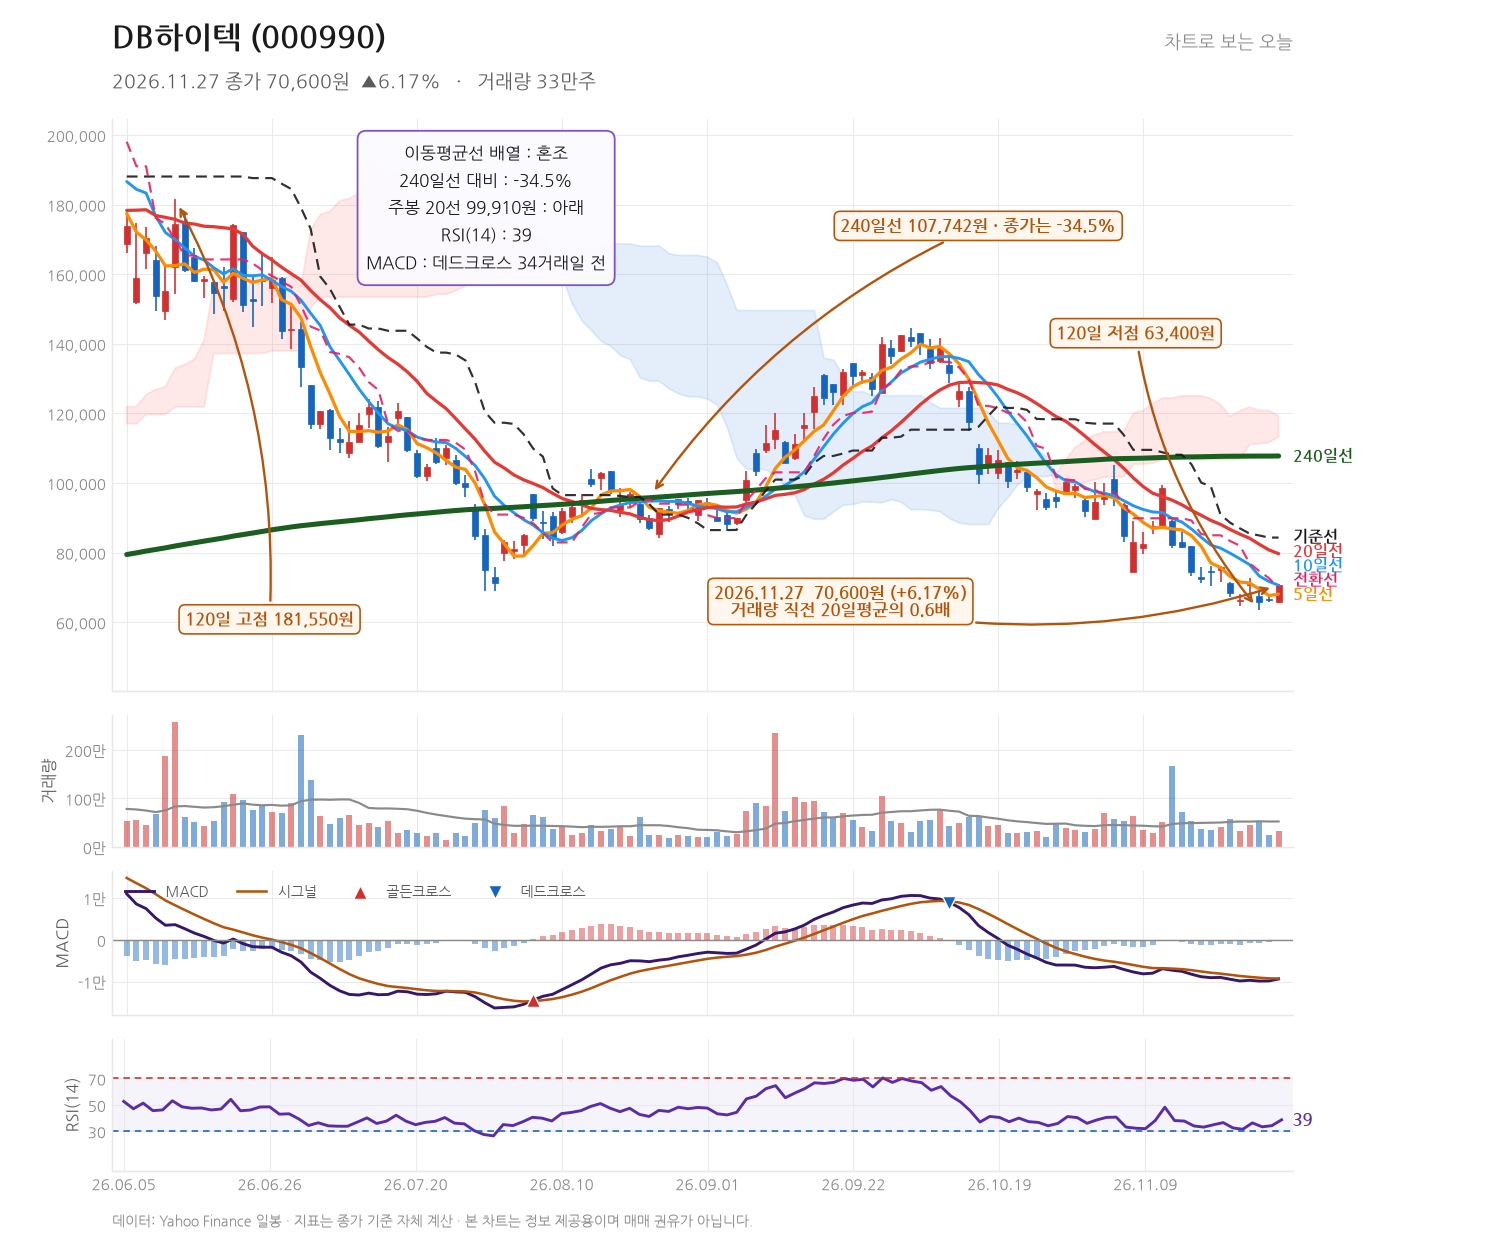 DB하이텍 (000990)
차트로 보는 오늘
2026.11.27 종가 70,600원 ▲6.17% · 거래량 33만주
200,000
180,000
160,000
140,000
120,000
100,000
80,000
60,000
이동평균선 배열 : 혼조
240일선 대비 : -34.5%
주봉 20선 99,910원 : 아래
RSI(14) : 39
MACD : 데드크로스 34거래일 전
240일선 107,742원 · 종가는 -34.5%
120일 저점 63,400원
120일 고점 181,550원
2026.11.27 70,600원 (+6.17%)
거래량 직전 20일평균의 0.6배
240일선
기준선
20일선
10일선
전환선
5일선
거래량
200만
100만
0만
MACD
시그널
골든크로스
데드크로스
MACD
1만
0
-1만
RSI(14)
70
50
30
39
26.06.05
26.06.26
26.07.20
26.08.10
26.09.01
26.09.22
26.10.19
26.11.09
데이터: Yahoo Finance 일봉 · 지표는 종가 기준 자체 계산 · 본 차트는 정보 제공용이며 매매 권유가 아닙니다.